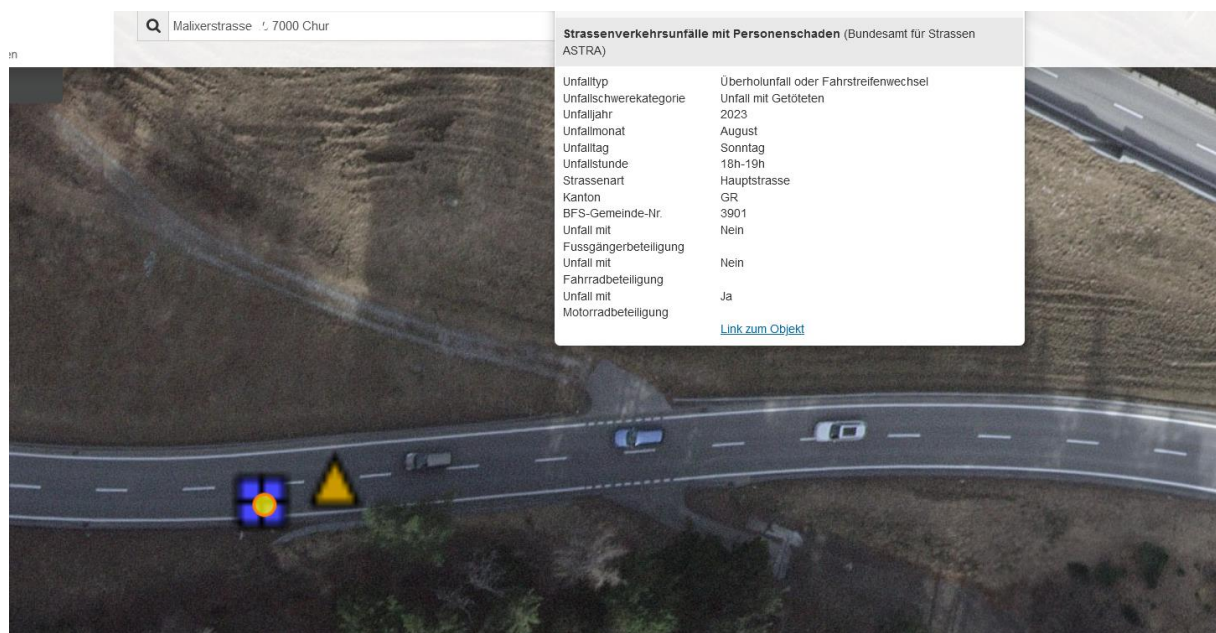 Malixerstrasse 7000 Chur
en
Strassenverkehrsunfälle mit Personenschaden (Bundesamt für Strassen
ASTRA)
Unfalltyp Überholunfall oder Fahrstreifenwechsel
Unfallschwerekategorie Unfall mit Getöteten
Unfalljahr 2023
Unfallmonat August
Unfalltag Sonntag
Unfallstunde 18h-19h
Strassenart Hauptstrasse
Kanton GR
BFS-Gemeinde-Nr. 3901
Unfall mit Nein
Fussgängerbeteiligung
Unfall mit Nein
Fahrradbeteiligung
Unfall mit Ja
Motorradbeteiligung
Link zum Objekt